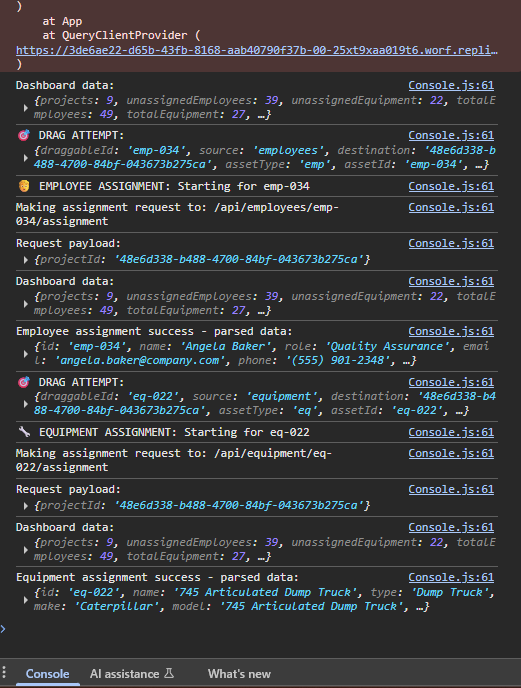 )
at App
at QueryClientProvider (
https://3de6ae22-d65b-43fb-8168-aab40790f37b-00-25xt9xaa019t6.worf.repli…
)
Dashboard data: Console.js:61
{projects: 9, unassignedEmployees: 39, unassignedEquipment: 22, totalE
mployees: 49, totalEquipment: 27, …}
🎯 DRAG ATTEMPT: Console.js:61
{draggableId: 'emp-034', source: 'employees', destination: '48e6d338-b
488-4700-84bf-043673b275ca', assetType: 'emp', assetId: 'emp-034', …}
EMPLOYEE ASSIGNMENT: Starting for emp-034 Console.js:61
Making assignment request to: /api/employees/emp- Console.js:61
034/assignment
Request payload: Console.js:61
{projectId: '48e6d338-b488-4700-84bf-043673b275ca'}
Dashboard data: Console.js:61
{projects: 9, unassignedEmployees: 39, unassignedEquipment: 22, totalE
mployees: 49, totalEquipment: 27, …}
Employee assignment success - parsed data: Console.js:61
{id: 'emp-034', name: 'Angela Baker', role: 'Quality Assurance', emai
l: 'angela.baker@company.com', phone: '(555) 901-2348', …}
🎯 DRAG ATTEMPT: Console.js:61
{draggableId: 'eq-022', source: 'equipment', destination: '48e6d338-b4
88-4700-84bf-043673b275ca', assetType: 'eq', assetId: 'eq-022', …}
🔧 EQUIPMENT ASSIGNMENT: Starting for eq-022 Console.js:61
Making assignment request to: /api/equipment/eq- Console.js:61
022/assignment
Request payload: Console.js:61
{projectId: '48e6d338-b488-4700-84bf-043673b275ca'}
Dashboard data: Console.js:61
{projects: 9, unassignedEmployees: 39, unassignedEquipment: 22, totalE
mployees: 49, totalEquipment: 27, …}
Equipment assignment success - parsed data: Console.js:61
{id: 'eq-022', name: '745 Articulated Dump Truck', type: 'Dump Truck',
make: 'Caterpillar', model: '745 Articulated Dump Truck', …}
Console AI assistance What's new